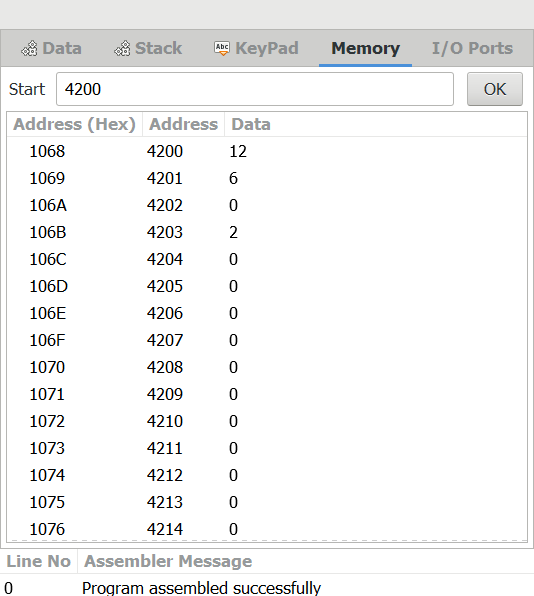 Data Stack Abc KeyPad Memory I/O Ports
Start 4200 OK
Address (Hex) Address Data
1068 4200 12
1069 4201 6
106A 4202 0
106B 4203 2
106C 4204 0
106D 4205 0
106E 4206 0
106F 4207 0
1070 4208 0
1071 4209 0
1072 4210 0
1073 4211 0
1074 4212 0
1075 4213 0
1076 4214 0
Line No Assembler Message
0 Program assembled successfully